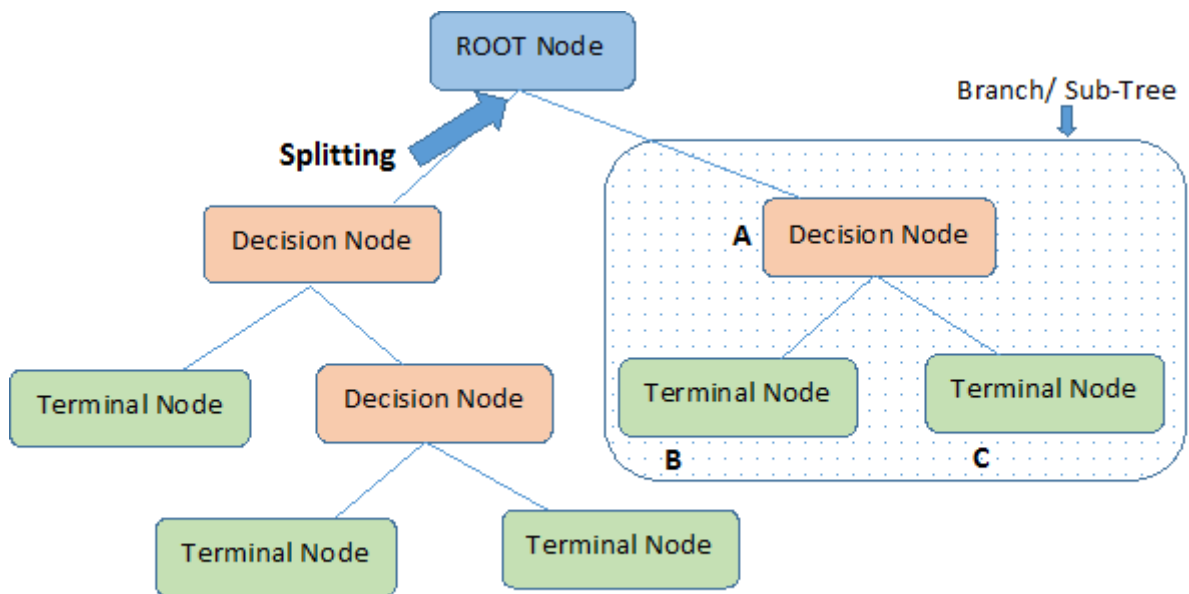 ROOT Node
Branch/ Sub-Tree
Splitting
Decision Node
A
Decision Node
Terminal Node
Decision Node
Terminal Node
Terminal Node
B
C
Terminal Node
Terminal Node